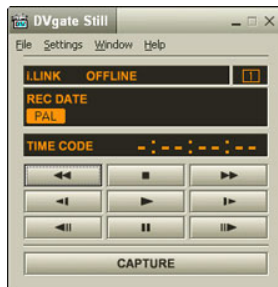 DVgate Still
File Settings Window Help
i.LINK OFFLINE 1
REC DATE
PAL
TIME CODE --:--:--:--
CAPTURE